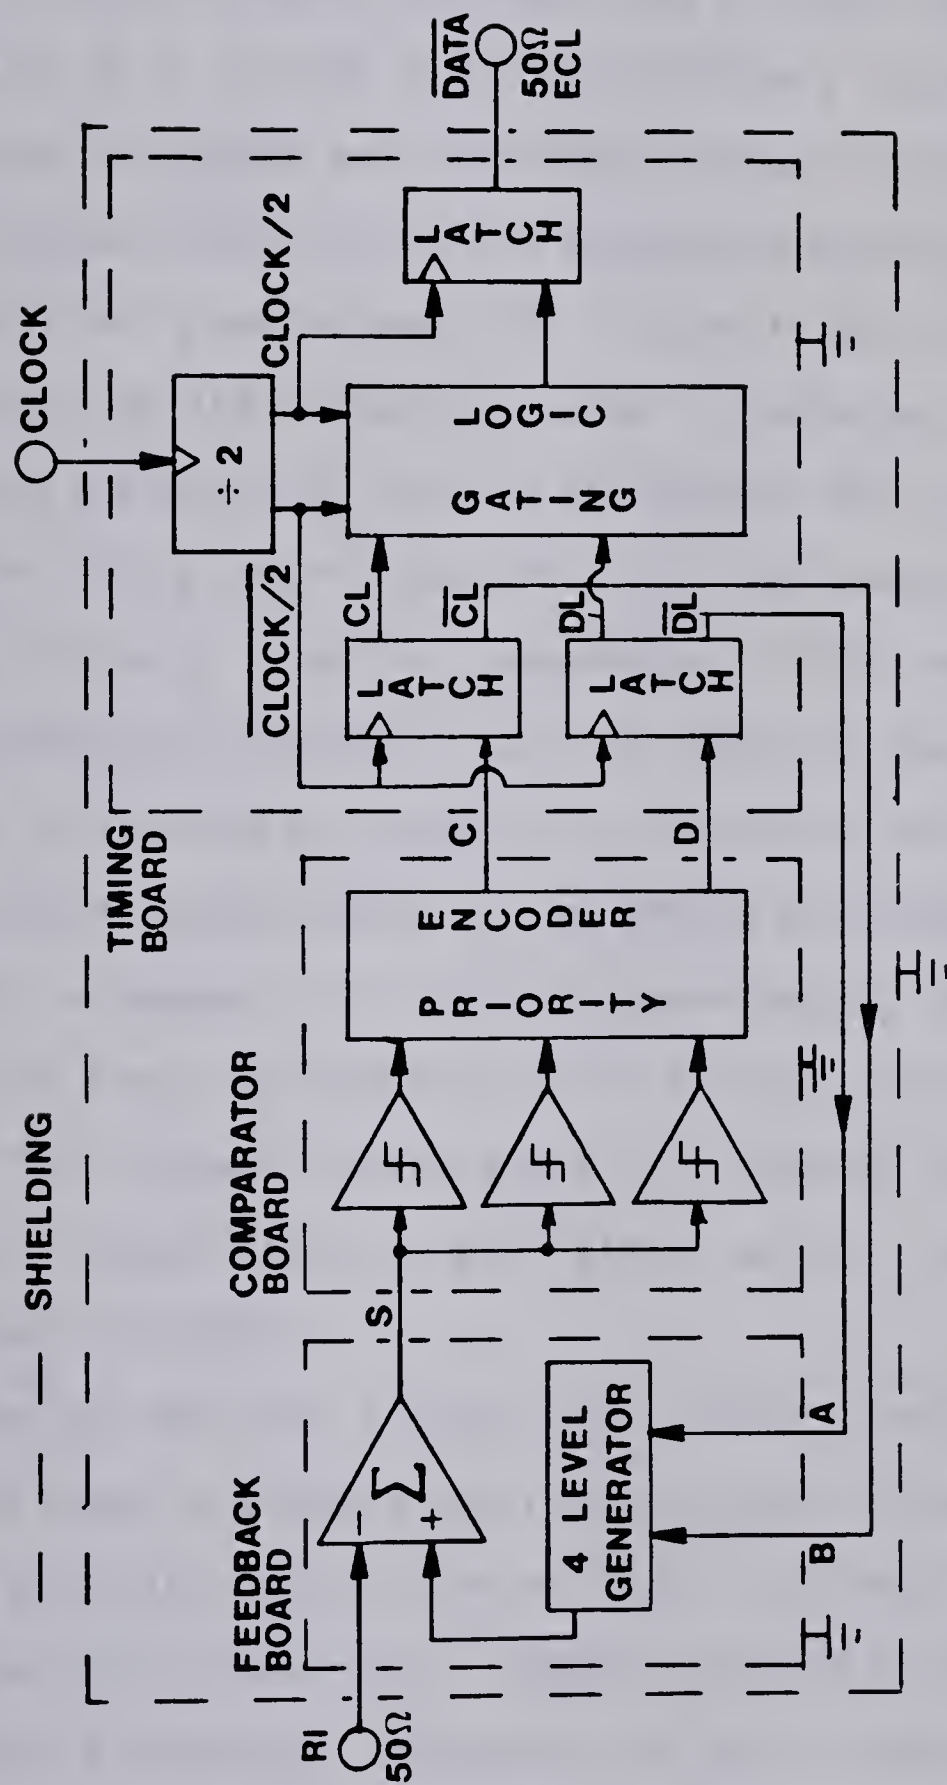 SHIELDING
FEEDBACK
BOARD
COMPARATOR
BOARD
TIMING
BOARD
CLOCK
RI
50Ω
−
+
Σ
S
4 LEVEL
GENERATOR
B
A
PRIORITY
ENCODER
C
D
CLOCK/2
÷ 2
CLOCK/2
LATCH
CL
CL
LATCH
DL
DL
GATING
LOGIC
LATCH
DATA
50Ω
ECL